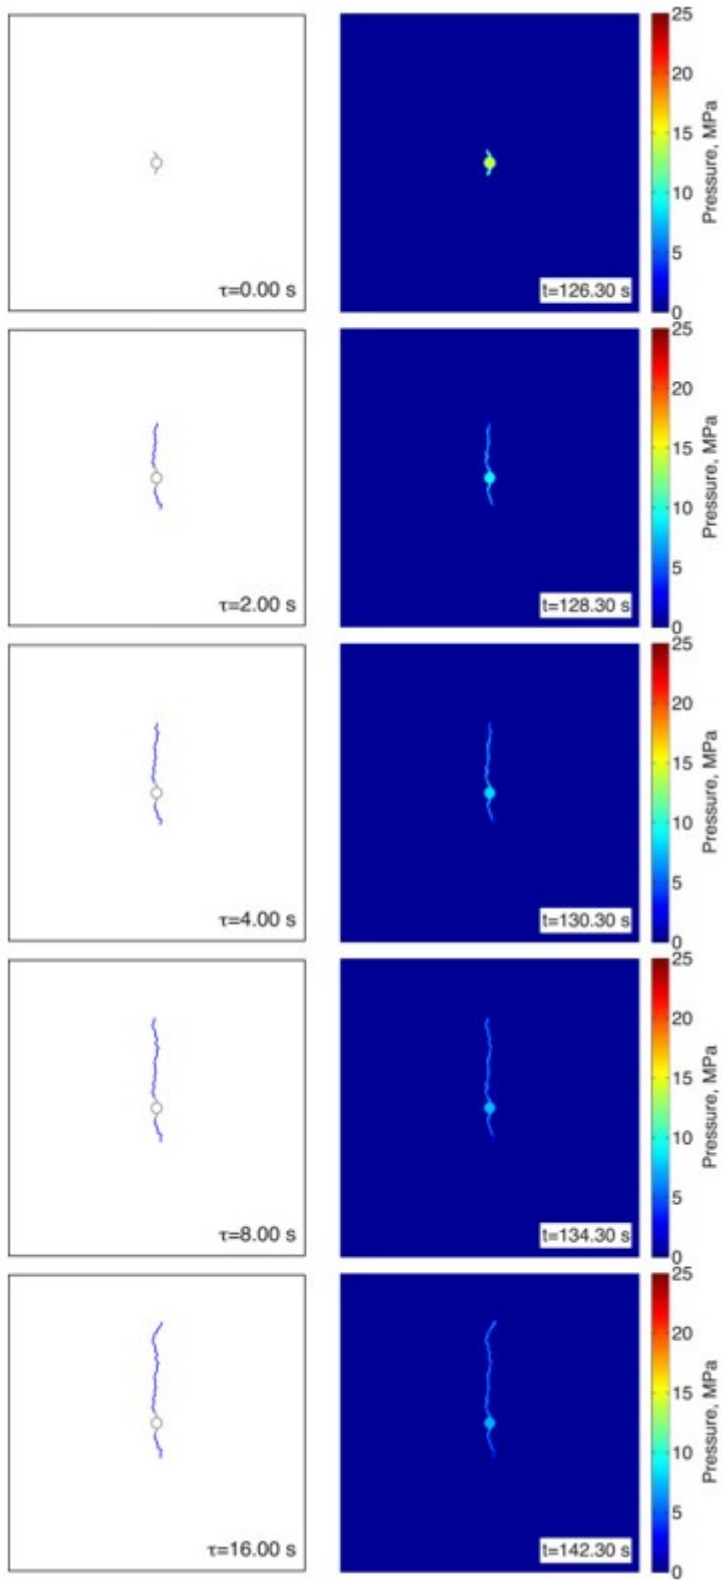 τ=0.00 s
t=126.30 s
25
20
15
10
5
0
Pressure, MPa
τ=2.00 s
t=128.30 s
25
20
15
10
5
0
Pressure, MPa
τ=4.00 s
t=130.30 s
25
20
15
10
5
0
Pressure, MPa
τ=8.00 s
t=134.30 s
25
20
15
10
5
0
Pressure, MPa
τ=16.00 s
t=142.30 s
25
20
15
10
5
0
Pressure, MPa